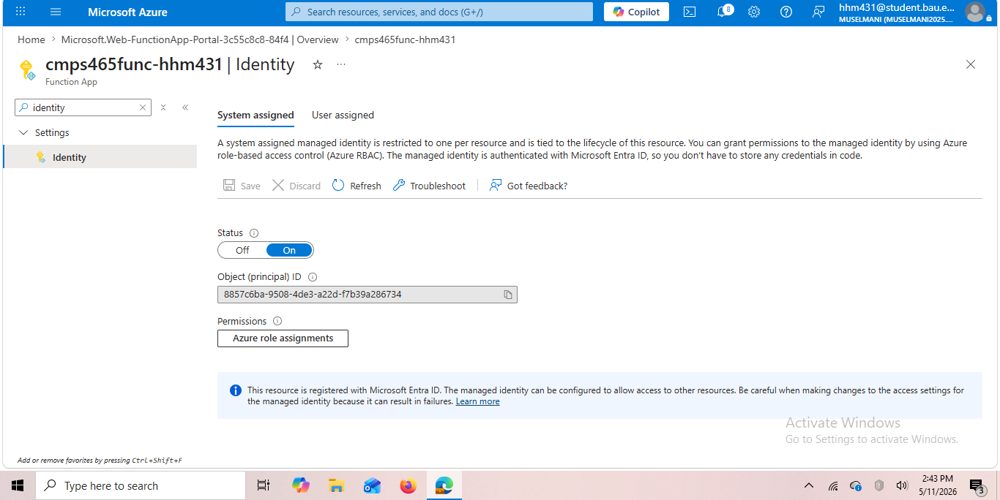 Microsoft Azure
Search resources, services, and docs (G+/)
Copilot
8
hhm431@student.bau.e...
MUSELMANI (MUSELMANI2025....
Home > Microsoft.Web-FunctionApp-Portal-3c55c8c8-84f4 | Overview > cmps465func-hhm431
cmps465func-hhm431 | Identity
Function App
identity
Settings
Identity
System assigned User assigned
A system assigned managed identity is restricted to one per resource and is tied to the lifecycle of this resource. You can grant permissions to the managed identity by using Azure
role-based access control (Azure RBAC). The managed identity is authenticated with Microsoft Entra ID, so you don't have to store any credentials in code.
Save Discard Refresh Troubleshoot Got feedback?
Status
Off On
Object (principal) ID
8857c6ba-9508-4de3-a22d-f7b39a286734
Permissions
Azure role assignments
This resource is registered with Microsoft Entra ID. The managed identity can be configured to allow access to other resources. Be careful when making changes to the access settings for
the managed identity because it can result in failures. Learn more
Activate Windows
Go to Settings to activate Windows.
Add or remove favorites by pressing Ctrl+Shift+F
Type here to search
2:43 PM
5/11/2026
3